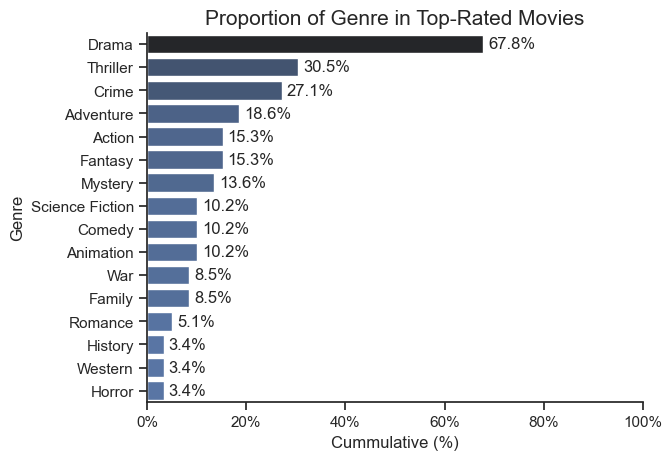 Proportion of Genre in Top-Rated Movies
Genre
Drama 67.8%
Thriller 30.5%
Crime 27.1%
Adventure 18.6%
Action 15.3%
Fantasy 15.3%
Mystery 13.6%
Science Fiction 10.2%
Comedy 10.2%
Animation 10.2%
War 8.5%
Family 8.5%
Romance 5.1%
History 3.4%
Western 3.4%
Horror 3.4%
0% 20% 40% 60% 80% 100%
Cummulative (%)